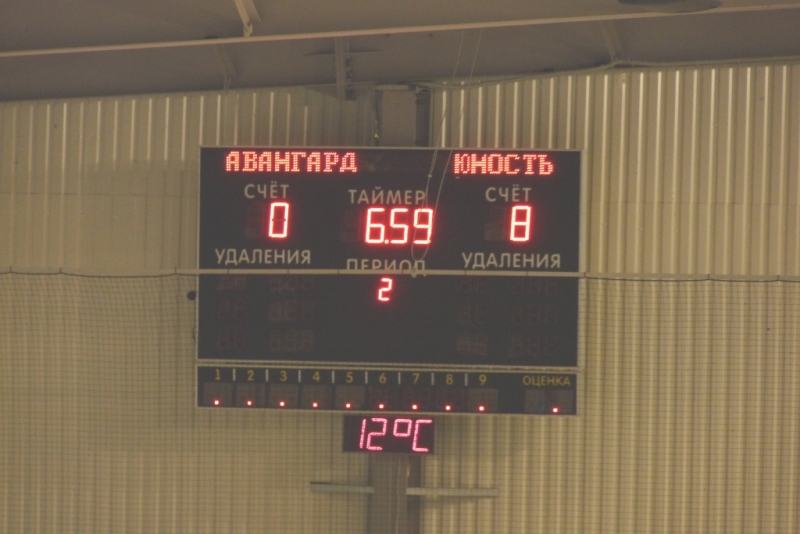 АВАНГАРД ЮНОСТЬ
СЧЁТ ТАЙМЕР СЧЁТ
0 6.59 8
УДАЛЕНИЯ ПЕРИОД УДАЛЕНИЯ
2
1 | 2 | 3 | 4 | 5 | 6 | 7 | 8 | 9 ОЦЕНКА
12°C